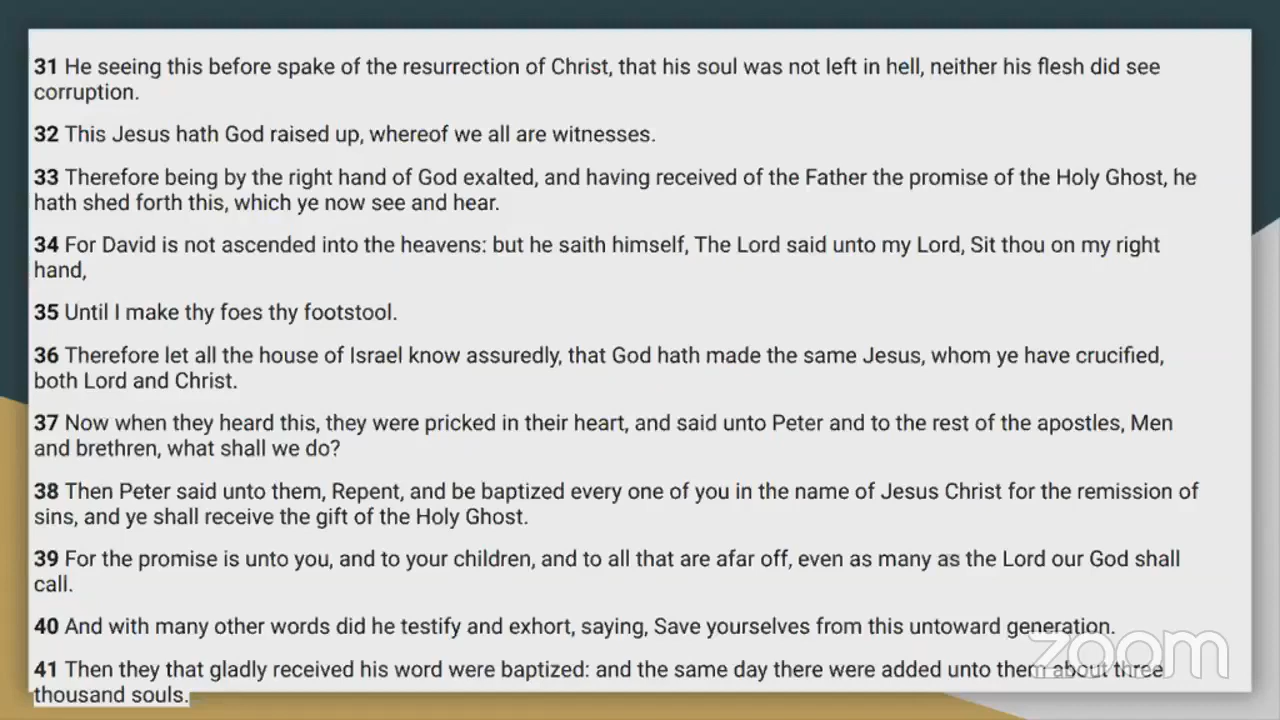 31 He seeing this before spake of the resurrection of Christ, that his soul was not left in hell, neither his flesh did see
corruption.
32 This Jesus hath God raised up, whereof we all are witnesses.
33 Therefore being by the right hand of God exalted, and having received of the Father the promise of the Holy Ghost, he
hath shed forth this, which ye now see and hear.
34 For David is not ascended into the heavens: but he saith himself, The Lord said unto my Lord, Sit thou on my right
hand,
35 Until I make thy foes thy footstool.
36 Therefore let all the house of Israel know assuredly, that God hath made the same Jesus, whom ye have crucified,
both Lord and Christ.
37 Now when they heard this, they were pricked in their heart, and said unto Peter and to the rest of the apostles, Men
and brethren, what shall we do?
38 Then Peter said unto them, Repent, and be baptized every one of you in the name of Jesus Christ for the remission of
sins, and ye shall receive the gift of the Holy Ghost.
39 For the promise is unto you, and to your children, and to all that are afar off, even as many as the Lord our God shall
call.
40 And with many other words did he testify and exhort, saying, Save yourselves from this untoward generation.
41 Then they that gladly received his word were baptized: and the same day there were added unto them about three
thousand souls.
zoom